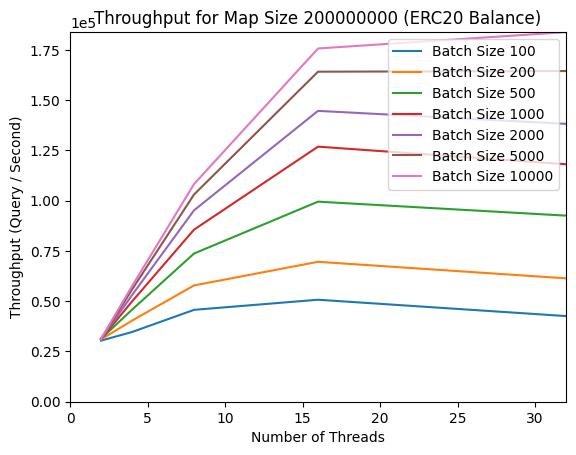 1e5
Throughput for Map Size 200000000 (ERC20 Balance)
Throughput (Query / Second)
1.75
1.50
1.25
1.00
0.75
0.50
0.25
0.00
Batch Size 100
Batch Size 200
Batch Size 500
Batch Size 1000
Batch Size 2000
Batch Size 5000
Batch Size 10000
0 5 10 15 20 25 30
Number of Threads